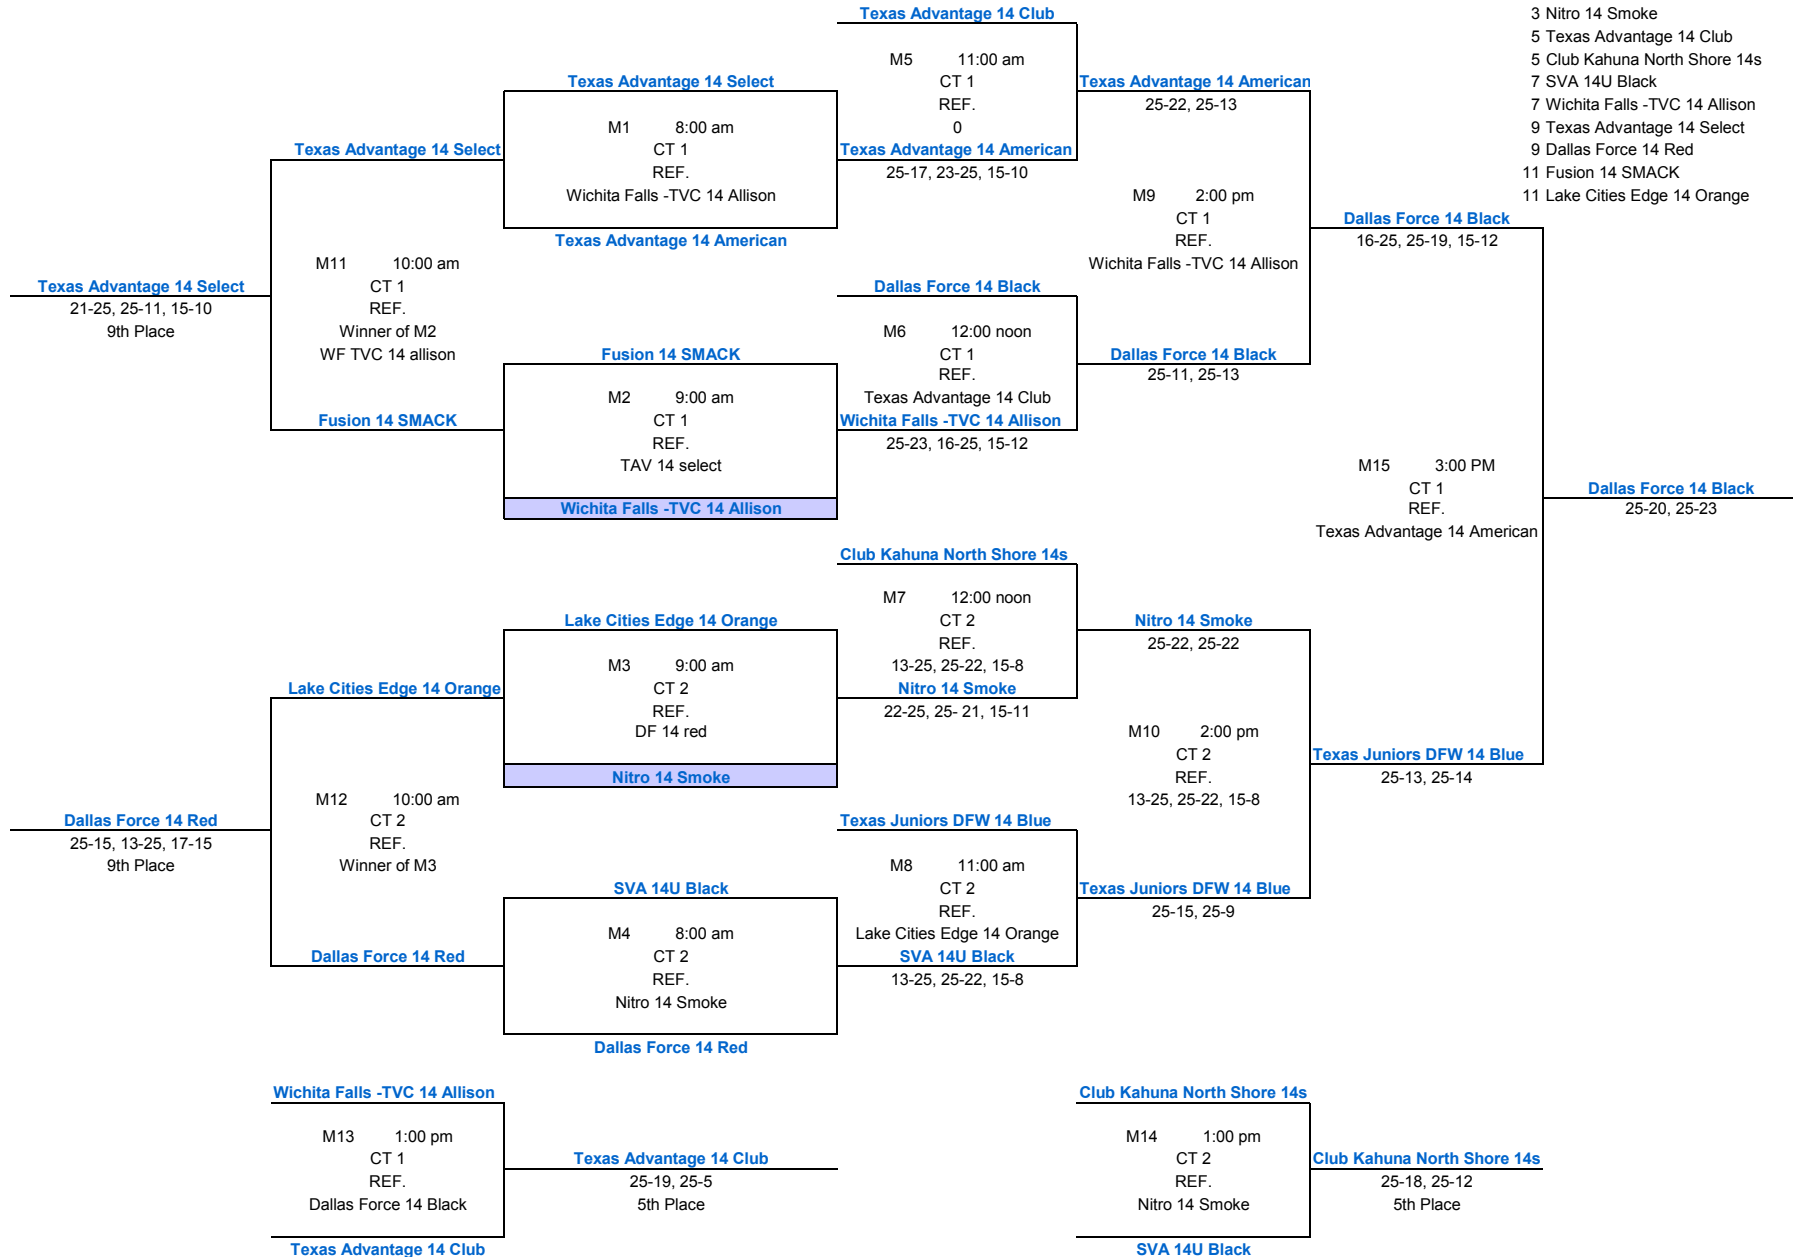 Texas Advantage 14 Club
3 Nitro 14 Smoke
5 Texas Advantage 14 Club
5 Club Kahuna North Shore 14s
7 SVA 14U Black
7 Wichita Falls -TVC 14 Allison
9 Texas Advantage 14 Select
9 Dallas Force 14 Red
11 Fusion 14 SMACK
11 Lake Cities Edge 14 Orange
M5 11:00 am
CT 1
REF.
0
Texas Advantage 14 Select
Texas Advantage 14 American
25-22, 25-13
M1 8:00 am
CT 1
REF.
Wichita Falls -TVC 14 Allison
Texas Advantage 14 Select
Texas Advantage 14 American
25-17, 23-25, 15-10
Texas Advantage 14 American
M9 2:00 pm
CT 1
REF.
Wichita Falls -TVC 14 Allison
Dallas Force 14 Black
16-25, 25-19, 15-12
M11 10:00 am
CT 1
REF.
Winner of M2
WF TVC 14 allison
Texas Advantage 14 Select
21-25, 25-11, 15-10
9th Place
Dallas Force 14 Black
M6 12:00 noon
CT 1
REF.
Texas Advantage 14 Club
Fusion 14 SMACK
Dallas Force 14 Black
25-11, 25-13
M2 9:00 am
CT 1
REF.
TAV 14 select
Fusion 14 SMACK
Wichita Falls -TVC 14 Allison
25-23, 16-25, 15-12
Wichita Falls -TVC 14 Allison
M15 3:00 PM
CT 1
REF.
Texas Advantage 14 American
Dallas Force 14 Black
25-20, 25-23
Club Kahuna North Shore 14s
M7 12:00 noon
CT 2
REF.
13-25, 25-22, 15-8
Lake Cities Edge 14 Orange
Nitro 14 Smoke
25-22, 25-22
M3 9:00 am
CT 2
REF.
DF 14 red
Lake Cities Edge 14 Orange
Nitro 14 Smoke
22-25, 25- 21, 15-11
Nitro 14 Smoke
M10 2:00 pm
CT 2
REF.
13-25, 25-22, 15-8
Texas Juniors DFW 14 Blue
25-13, 25-14
M12 10:00 am
CT 2
REF.
Winner of M3
Dallas Force 14 Red
25-15, 13-25, 17-15
9th Place
Texas Juniors DFW 14 Blue
M8 11:00 am
CT 2
REF.
Lake Cities Edge 14 Orange
SVA 14U Black
Texas Juniors DFW 14 Blue
25-15, 25-9
M4 8:00 am
CT 2
REF.
Nitro 14 Smoke
Dallas Force 14 Red
SVA 14U Black
13-25, 25-22, 15-8
Dallas Force 14 Red
Wichita Falls -TVC 14 Allison
M13 1:00 pm
CT 1
REF.
Dallas Force 14 Black
Texas Advantage 14 Club
Texas Advantage 14 Club
25-19, 25-5
5th Place
Club Kahuna North Shore 14s
M14 1:00 pm
CT 2
REF.
Nitro 14 Smoke
SVA 14U Black
Club Kahuna North Shore 14s
25-18, 25-12
5th Place